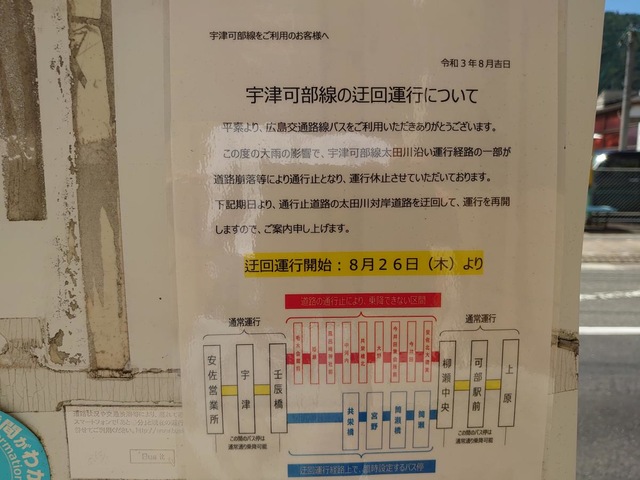 宇津可部線をご利用のお客様へ
令和3年8月吉日
宇津可部線の迂回運行について
平素より、広島交通路線バスをご利用いただきありがとうございます。
この度の大雨の影響で、宇津可部線太田川沿い運行経路の一部が
道路崩落等により通行止となり、運行休止させていただいております。
下記期日より、通行止道路の太田川対岸道路を迂回して、運行を再開
しますので、ご案内申し上げます。
迂回運行開始：8月26日（木）より
道路の通行止により、乗降できない区間
通常運行
通常運行
安佐営業所
宇津
壬辰橋
柳瀬中央
可部駅前
上原
共栄橋
宮野
間瀬橋
間瀬
この間のバス停は
通常通り乗降可能
この間のバス停は
通常通り乗降可能
迂回運行経路上で、臨時設定するバス停